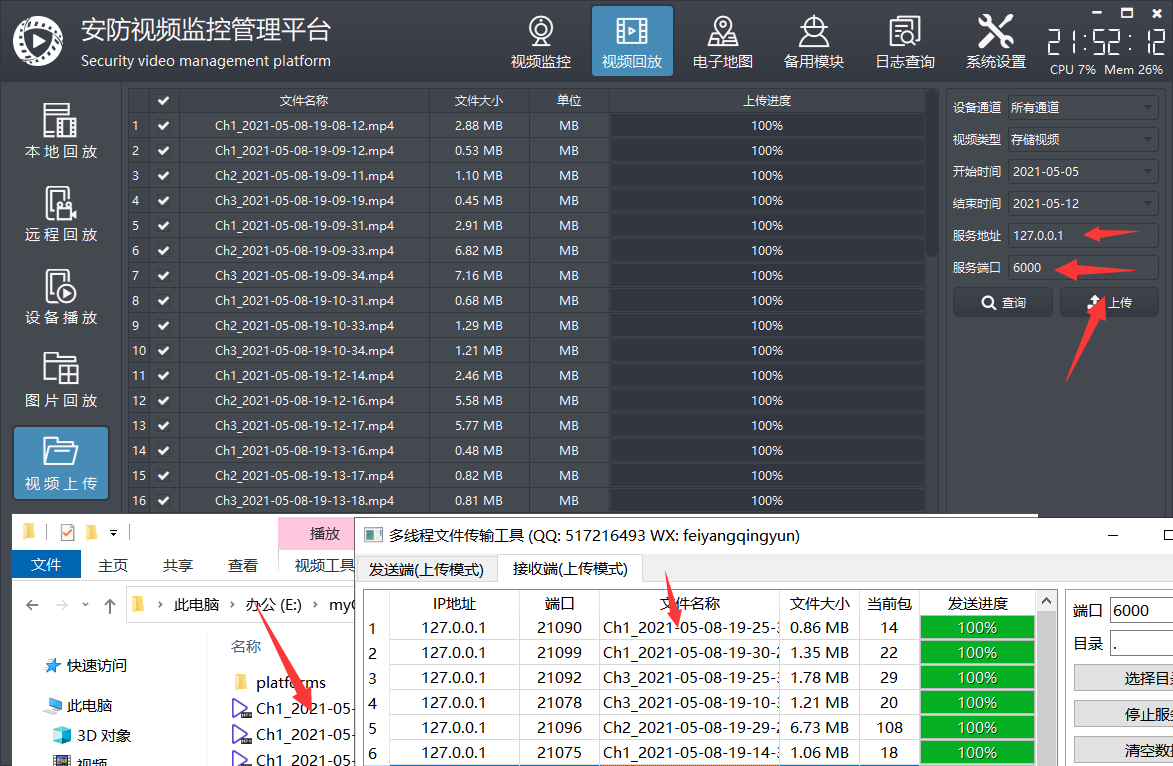 安防视频监控管理平台
Security video management platform
视频监控 视频回放 电子地图 备用模块 日志查询 系统设置
21:52:12
CPU 7% Mem 26%
本地回放
远程回放
设备播放
图片回放
视频上传
文件名称 文件大小 单位 上传进度
1 Ch1_2021-05-08-19-08-12.mp4 2.88 MB MB 100%
2 Ch1_2021-05-08-19-09-12.mp4 0.53 MB MB 100%
3 Ch2_2021-05-08-19-09-11.mp4 1.10 MB MB 100%
4 Ch3_2021-05-08-19-09-19.mp4 0.45 MB MB 100%
5 Ch1_2021-05-08-19-09-31.mp4 2.91 MB MB 100%
6 Ch2_2021-05-08-19-09-33.mp4 6.82 MB MB 100%
7 Ch3_2021-05-08-19-09-34.mp4 7.16 MB MB 100%
8 Ch1_2021-05-08-19-10-31.mp4 0.68 MB MB 100%
9 Ch2_2021-05-08-19-10-33.mp4 1.29 MB MB 100%
10 Ch3_2021-05-08-19-10-34.mp4 1.21 MB MB 100%
11 Ch1_2021-05-08-19-12-14.mp4 2.46 MB MB 100%
12 Ch2_2021-05-08-19-12-16.mp4 5.58 MB MB 100%
13 Ch3_2021-05-08-19-12-17.mp4 5.77 MB MB 100%
14 Ch1_2021-05-08-19-13-16.mp4 0.48 MB MB 100%
15 Ch2_2021-05-08-19-13-17.mp4 0.82 MB MB 100%
16 Ch3_2021-05-08-19-13-18.mp4 0.81 MB MB 100%
设备通道 所有通道
视频类型 存储视频
开始时间 2021-05-05
结束时间 2021-05-12
服务地址 127.0.0.1
服务端口 6000
查询 上传
播放
文件 主页 共享 查看 视频工具
此电脑 › 办公 (E:) › my
名称
快速访问
此电脑
3D 对象
视频
platforms
Ch1_2021-05-
Ch1_2021-05-
Ch1_2021-05-
多线程文件传输工具 (QQ: 517216493 WX: feiyangqingyun)
发送端(上传模式) 接收端(上传模式)
IP地址 端口 文件名称 文件大小 当前包 发送进度
1 127.0.0.1 21090 Ch1_2021-05-08-19-25- 0.86 MB 14 100%
2 127.0.0.1 21099 Ch1_2021-05-08-19-30- 1.35 MB 22 100%
3 127.0.0.1 21092 Ch3_2021-05-08-19-25- 1.78 MB 29 100%
4 127.0.0.1 21078 Ch3_2021-05-08-19-10- 1.21 MB 20 100%
5 127.0.0.1 21096 Ch2_2021-05-08-19-29- 6.73 MB 108 100%
6 127.0.0.1 21075 Ch1_2021-05-08-19-14- 1.06 MB 18 100%
端口 6000
目录 .
选择目
停止服
清空数